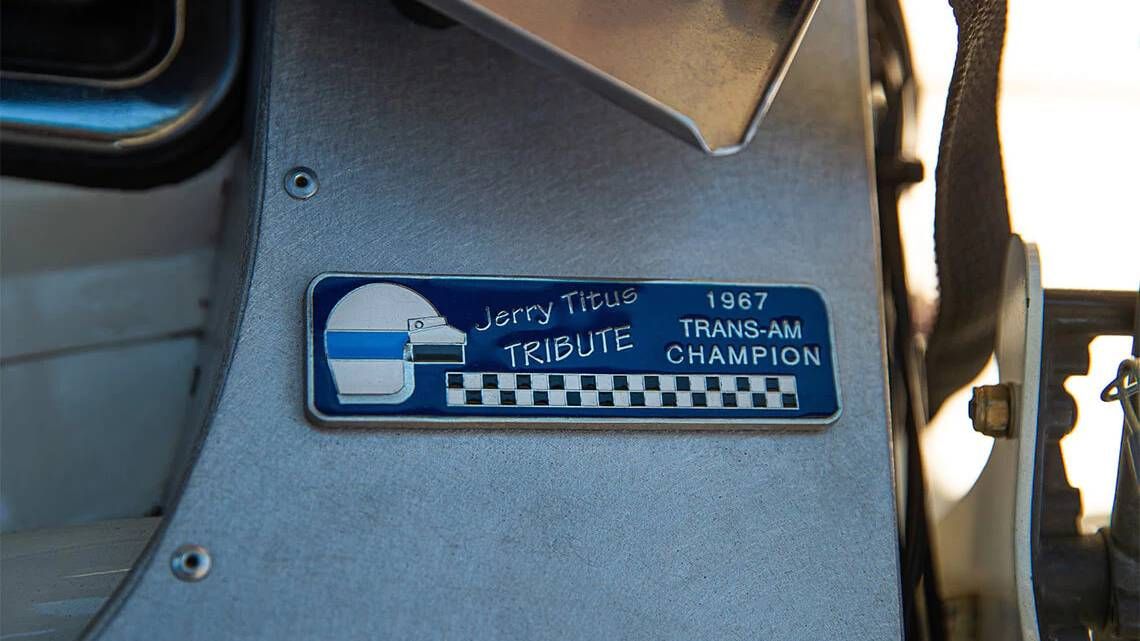 Jerry Titus
TRIBUTE
1967
TRANS-AM
CHAMPION